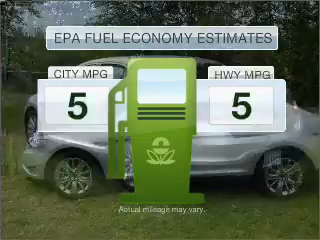 EPA FUEL ECONOMY ESTIMATES
CITY MPG
HWY MPG
5
5
Actual mileage may vary.